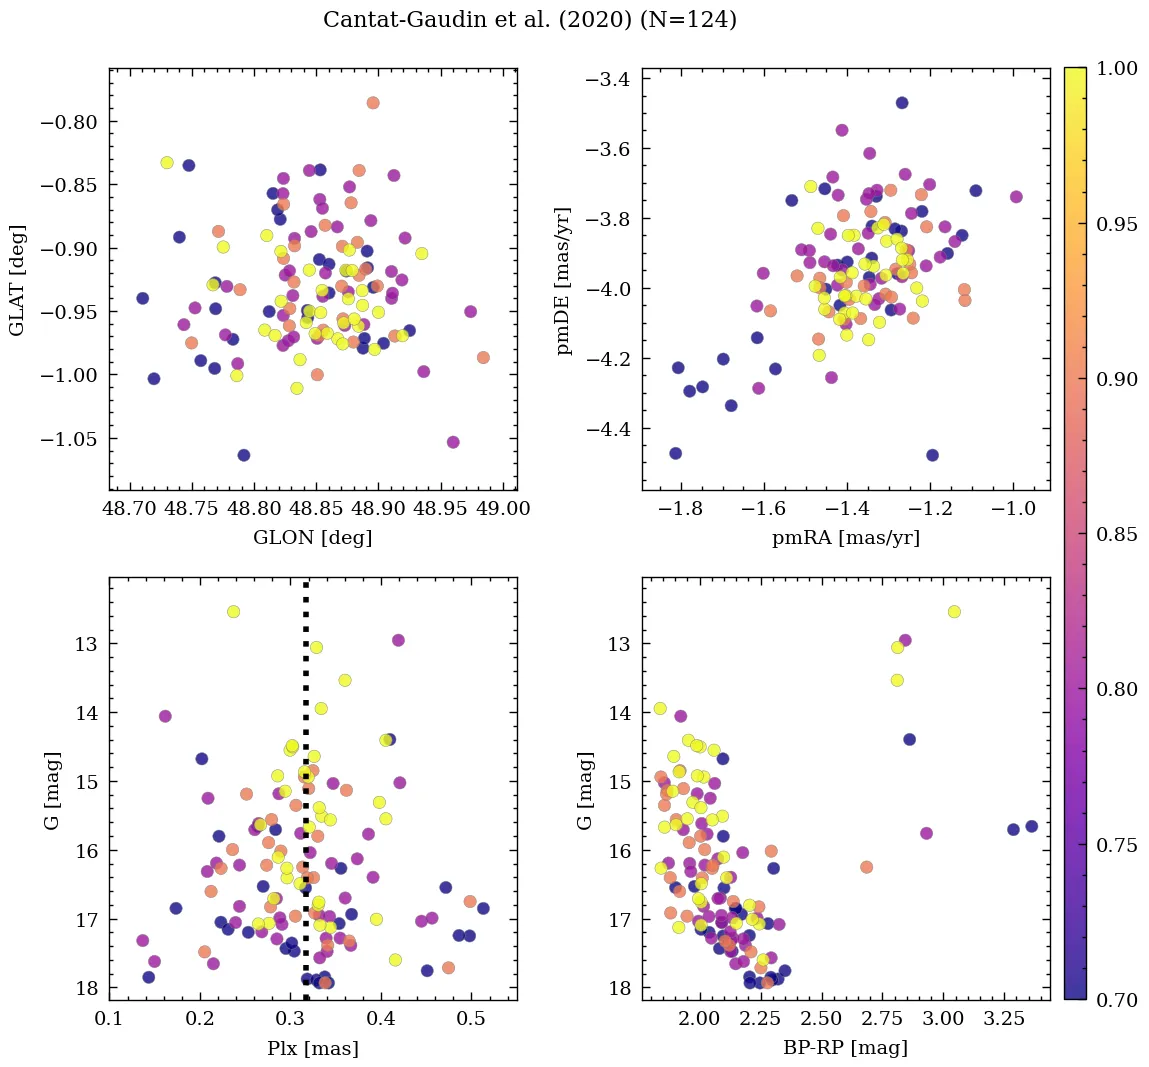 Cantat-Gaudin et al. (2020) (N=124)
−0.80
−0.85
−0.90
−0.95
−1.00
−1.05
GLAT [deg]
48.70 48.75 48.80 48.85 48.90 48.95 49.00
GLON [deg]
−3.4
−3.6
−3.8
−4.0
−4.2
−4.4
pmDE [mas/yr]
−1.8 −1.6 −1.4 −1.2 −1.0
pmRA [mas/yr]
1.00
0.95
0.90
0.85
0.80
0.75
0.70
13
14
15
16
17
18
G [mag]
0.1 0.2 0.3 0.4 0.5
Plx [mas]
13
14
15
16
17
18
G [mag]
2.00 2.25 2.50 2.75 3.00 3.25
BP-RP [mag]